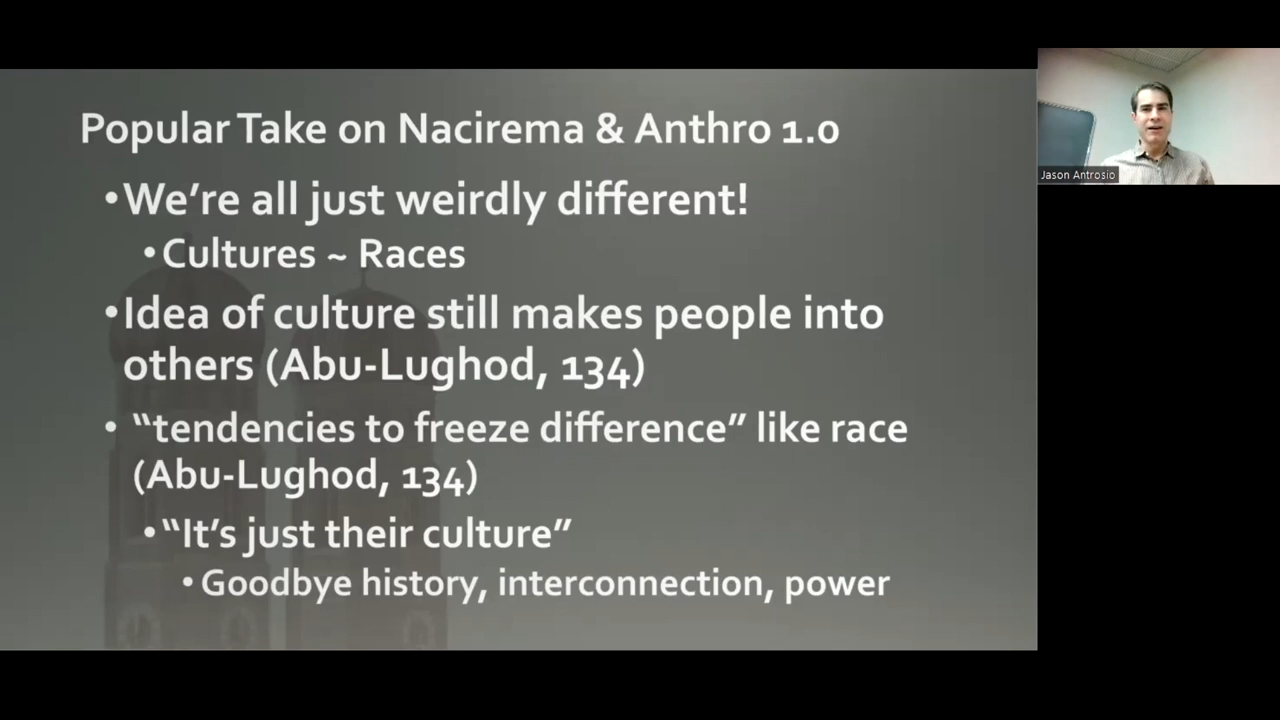 Popular Take on Nacirema & Anthro 1.0
•We're all just weirdly different!
•Cultures ~ Races
•Idea of culture still makes people into
others (Abu-Lughod, 134)
• “tendencies to freeze difference” like race
(Abu-Lughod, 134)
•“It's just their culture”
•Goodbye history, interconnection, power
Jason Antrosio